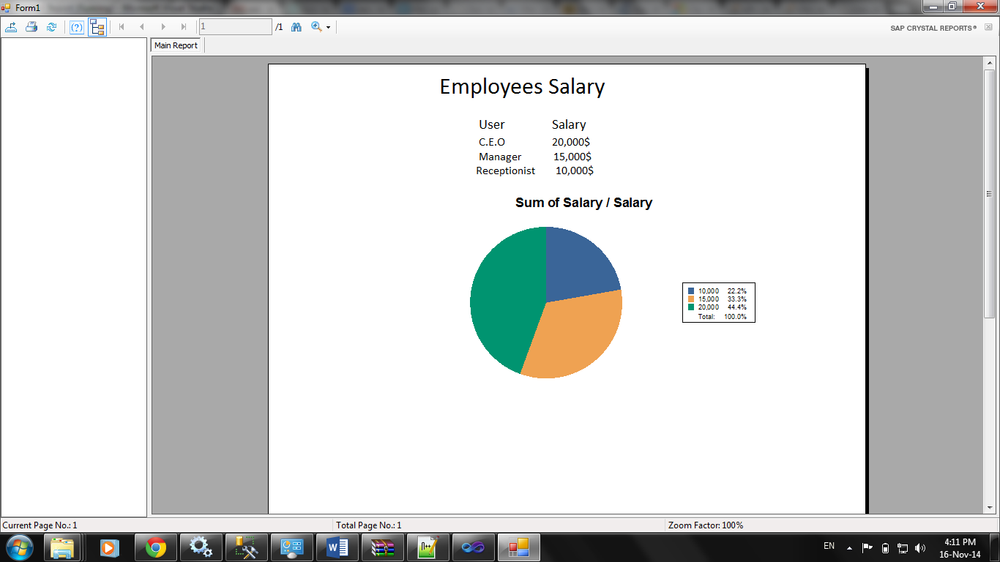 Form1
1 /1 SAP CRYSTAL REPORTS®
Main Report
Employees Salary
User Salary
C.E.O 20,000$
Manager 15,000$
Receptionist 10,000$
Sum of Salary / Salary
10,000 22.2%
15,000 33.3%
20,000 44.4%
Total: 100.0%
Current Page No.: 1 Total Page No.: 1 Zoom Factor: 100%
EN 4:11 PM
16-Nov-14